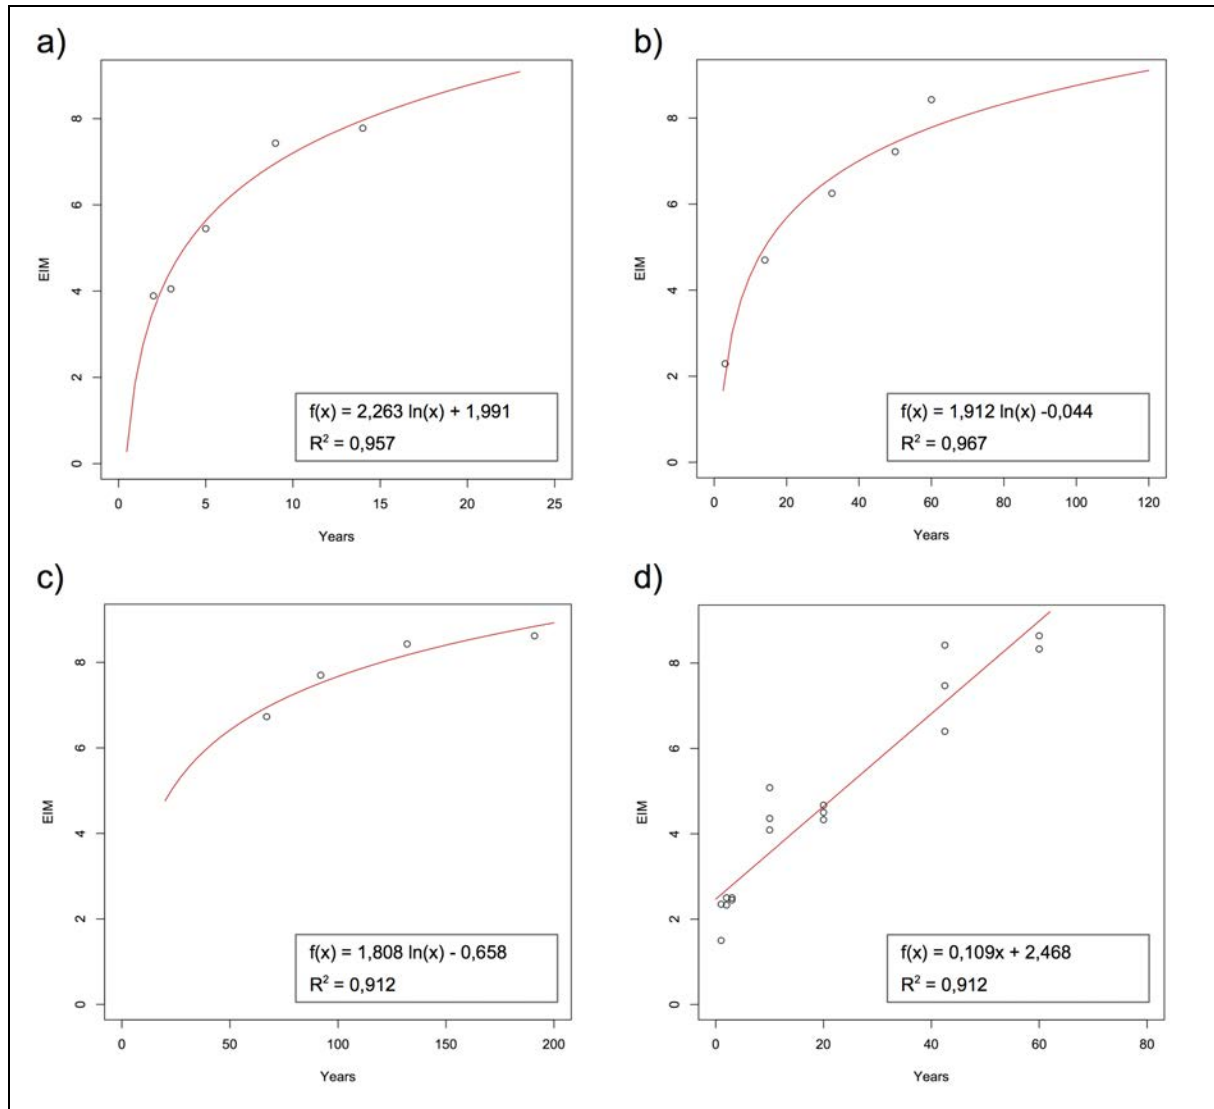 a)
EIM
8
6
4
2
0
f(x) = 2,263 ln(x) + 1,991
R² = 0,957
0 5 10 15 20 25
Years
b)
EIM
8
6
4
2
0
f(x) = 1,912 ln(x) -0,044
R² = 0,967
0 20 40 60 80 100 120
Years
c)
EIM
8
6
4
2
0
f(x) = 1,808 ln(x) - 0,658
R² = 0,912
0 50 100 150 200
Years
d)
EIM
8
6
4
2
0
f(x) = 0,109x + 2,468
R² = 0,912
0 20 40 60 80
Years